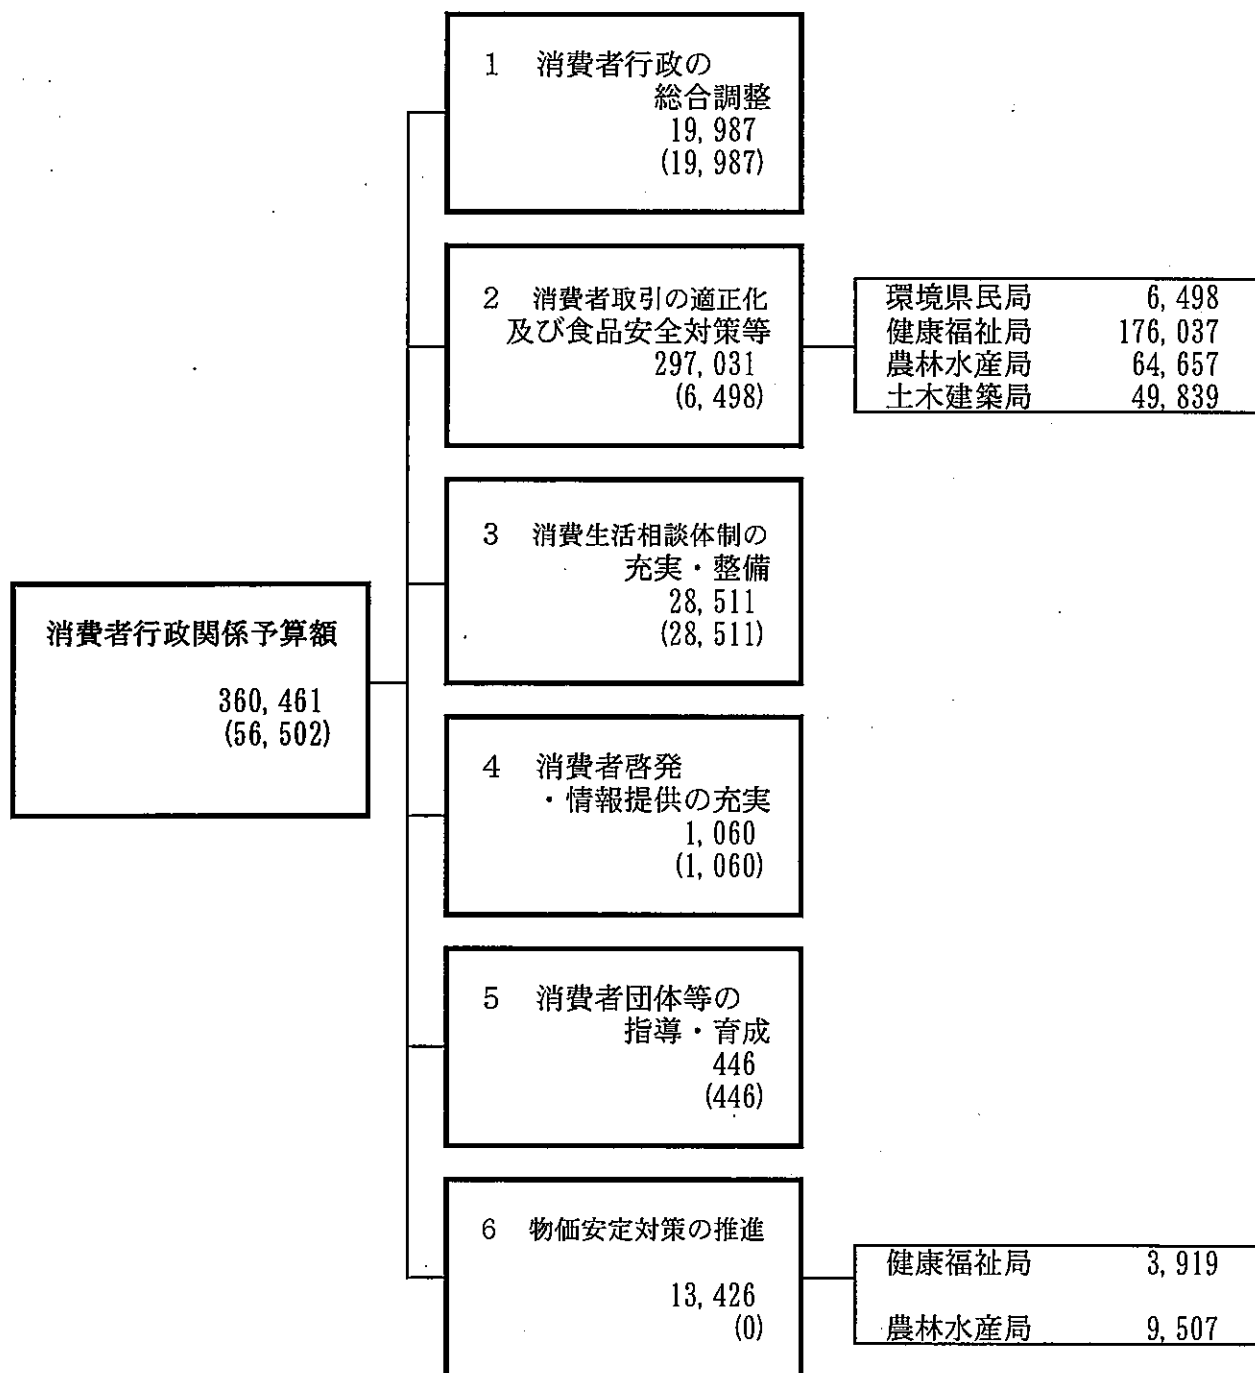 1 消費者行政の
総合調整
19,987
(19,987)
2 消費者取引の適正化
及び食品安全対策等
297,031
(6,498)
環境県民局 6,498
健康福祉局 176,037
農林水産局 64,657
土木建築局 49,839
3 消費生活相談体制の
充実・整備
28,511
(28,511)
消費者行政関係予算額
360,461
(56,502)
4 消費者啓発
・情報提供の充実
1,060
(1,060)
5 消費者団体等の
指導・育成
446
(446)
6 物価安定対策の推進
13,426
(0)
健康福祉局 3,919
農林水産局 9,507